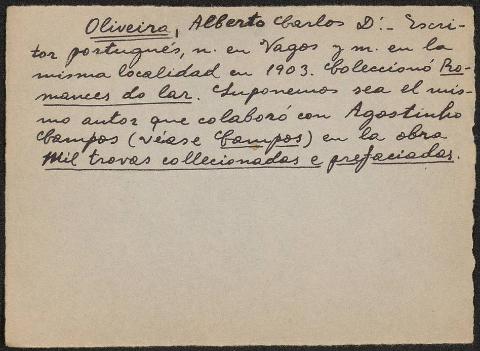 Oliveira, Alberto Carlos D'._ Escri-
tor portugués, n. en Vagos y m. en la
misma localidad en 1903. Coleccionó Ro-
mances do lar. Suponemos sea el mis-
mo autor que colaboró con Agostinho
Campos (véase Campos) en la obra
Mil trovas colleccionadas e prefaciadas.